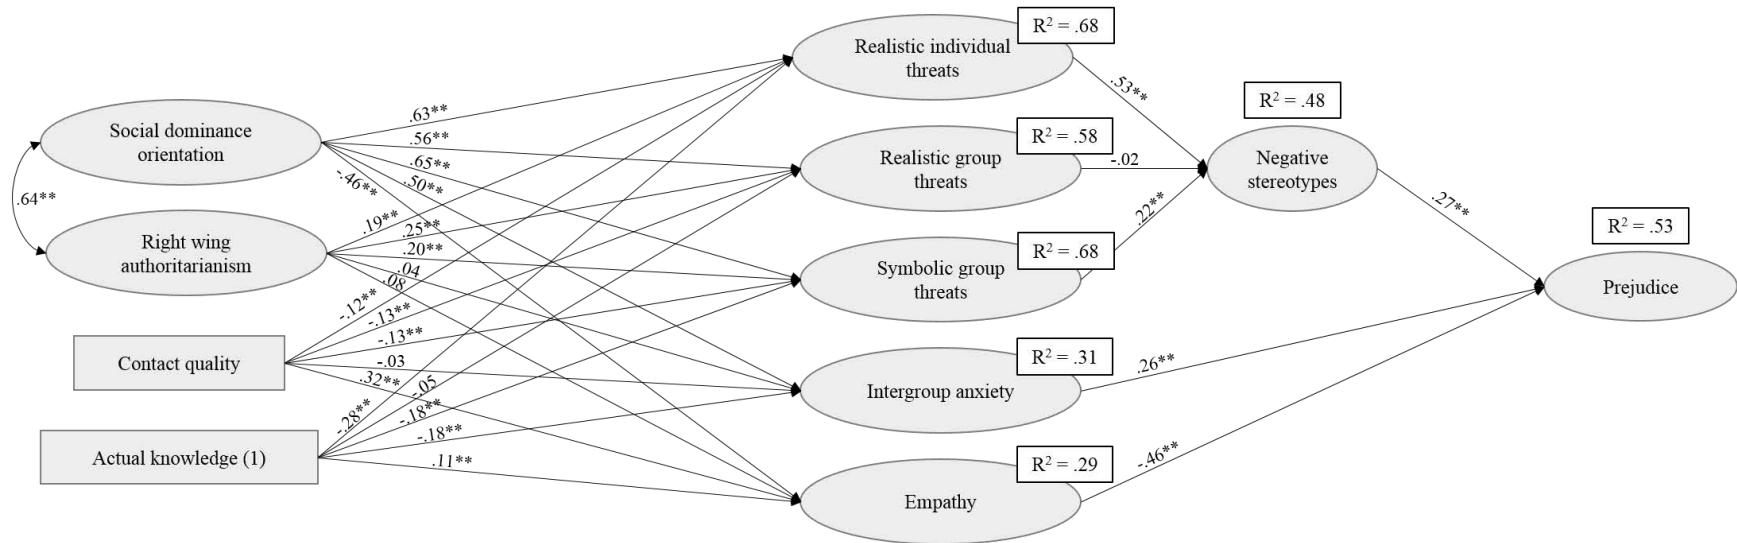 R² = .68
Realistic individual
threats
.53**
R² = .48
Social dominance
orientation
.63**
.56**
.65**
.50**
-.46**
R² = .58
Realistic group
threats
-.02
Negative
stereotypes
.64**
.27**
.22**
Right wing
authoritarianism
.19**
.25**
.20**
.04
.08
R² = .68
Symbolic group
threats
R² = .53
Prejudice
Contact quality
-.12**
-.13**
-.13**
-.03
.32**
R² = .31
Intergroup anxiety
.26**
Actual knowledge (1)
-.28**
-.05
-.18**
-.18**
.11**
R² = .29
Empathy
-.46**